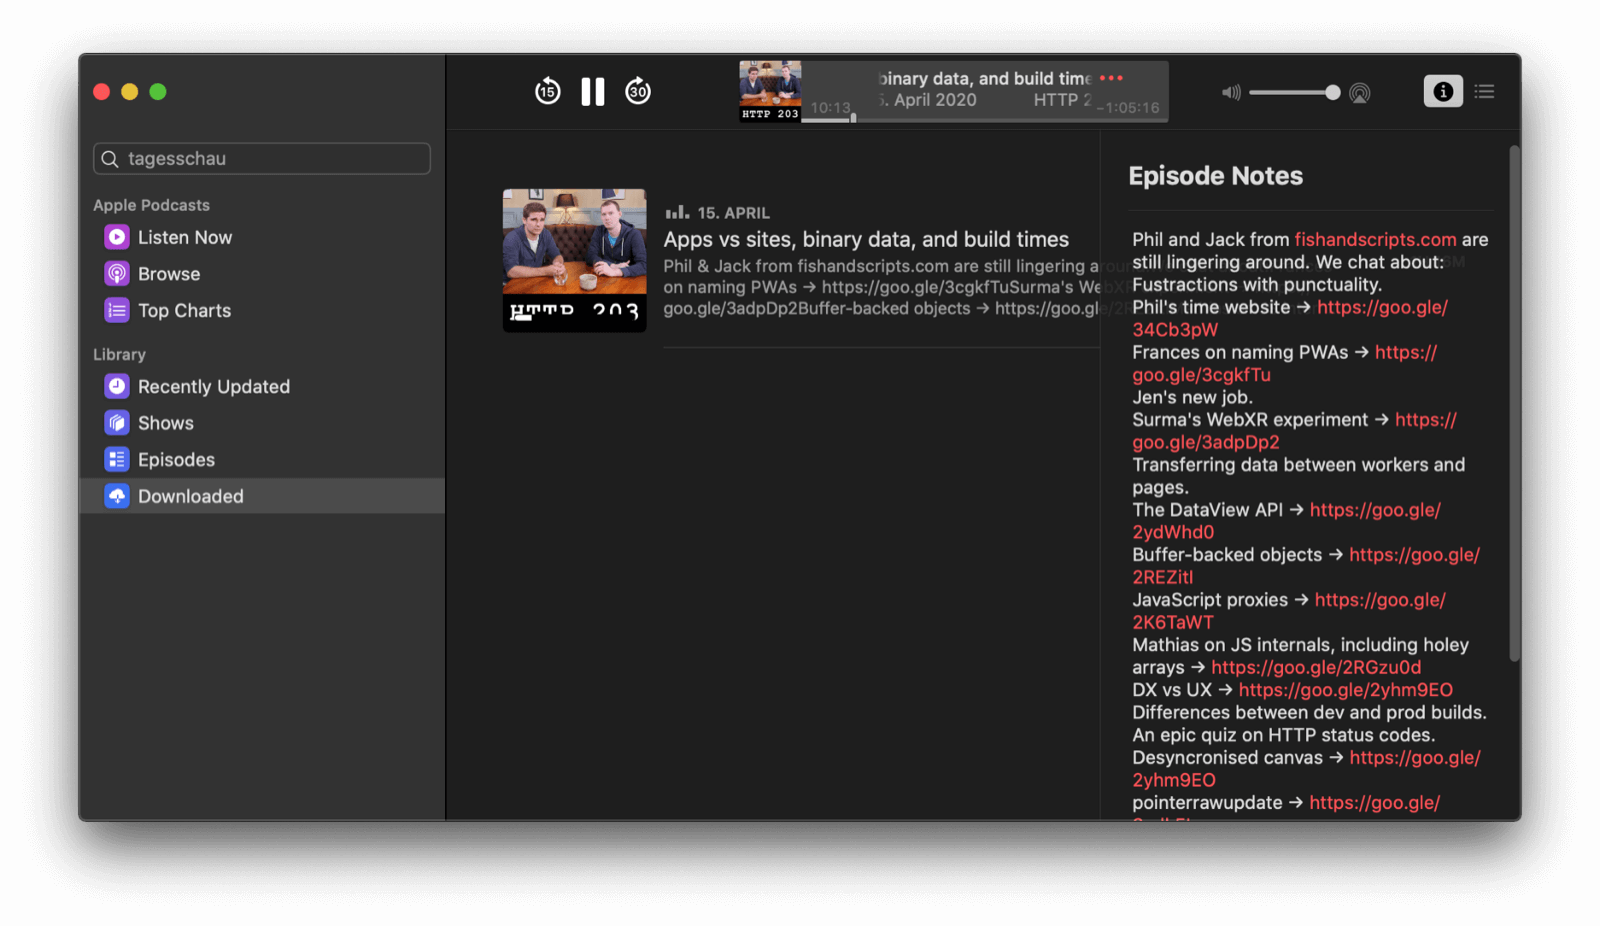 15
30
HTTP 203
binary data, and build time
. April 2020
HTTP 2
10:13
−1:05:16
tagesschau
Apple Podcasts
Listen Now
Browse
Top Charts
Library
Recently Updated
Shows
Episodes
Downloaded
HTTP 203
15. APRIL
Apps vs sites, binary data, and build times
Phil & Jack from fishandscripts.com are still lingering
on naming PWAs → https://goo.gle/3cgkfTuSurma's WebXR
goo.gle/3adpDp2Buffer-backed objects → https://goo.gle/2R
Episode Notes
Phil and Jack from fishandscripts.com are
still lingering around. We chat about:
Fustractions with punctuality.
Phil's time website → https://goo.gle/
34Cb3pW
Frances on naming PWAs → https://
goo.gle/3cgkfTu
Jen's new job.
Surma's WebXR experiment → https://
goo.gle/3adpDp2
Transferring data between workers and
pages.
The DataView API → https://goo.gle/
2ydWhd0
Buffer-backed objects → https://goo.gle/
2REZitI
JavaScript proxies → https://goo.gle/
2K6TaWT
Mathias on JS internals, including holey
arrays → https://goo.gle/2RGzu0d
DX vs UX → https://goo.gle/2yhm9EO
Differences between dev and prod builds.
An epic quiz on HTTP status codes.
Desyncronised canvas → https://goo.gle/
2yhm9EO
pointerrawupdate → https://goo.gle/